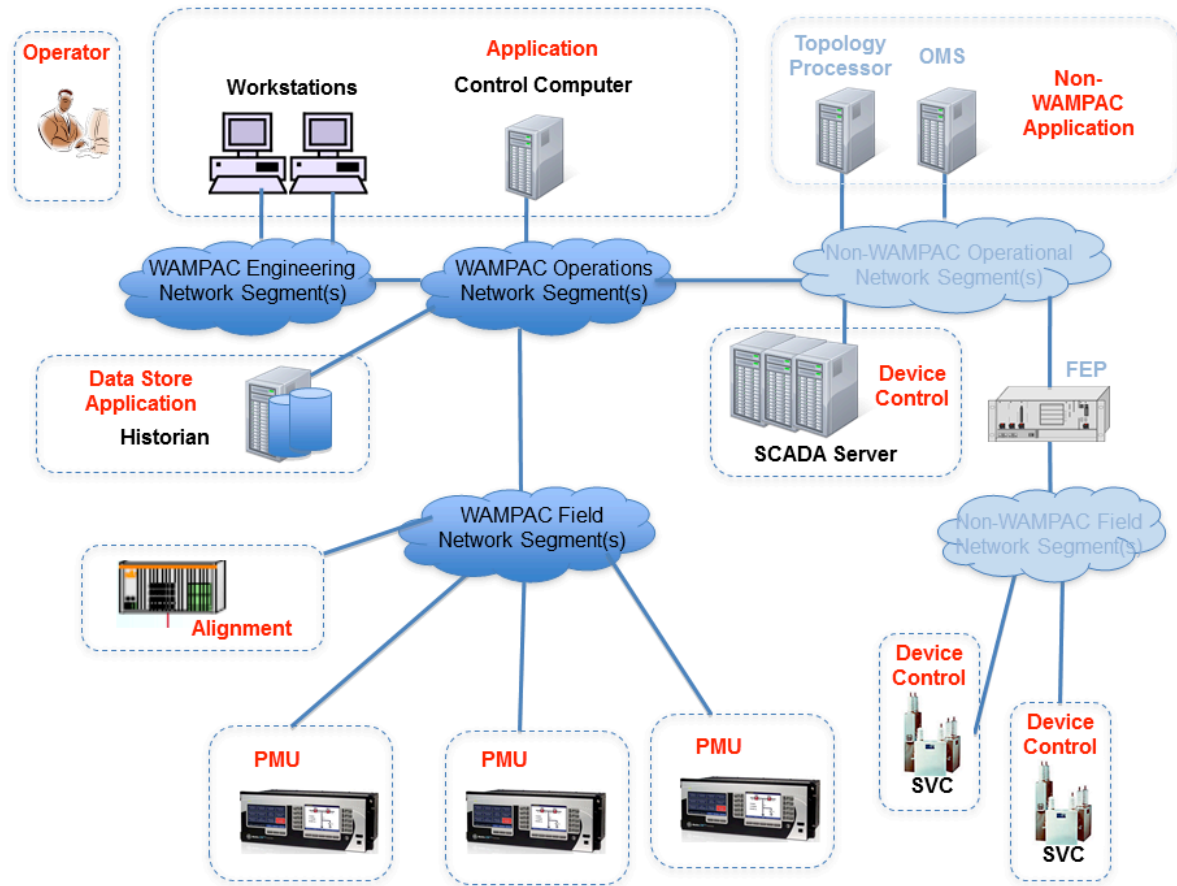 Operator
Application
Control Computer
Workstations
Topology
Processor
OMS
Non-
WAMPAC
Application
WAMPAC Engineering
Network Segment(s)
WAMPAC Operations
Network Segment(s)
Non-WAMPAC Operational
Network Segment(s)
Data Store
Application
Historian
Device
Control
SCADA Server
FEP
WAMPAC Field
Network Segment(s)
Non-WAMPAC Field
Network Segment(s)
Alignment
Device
Control
SVC
Device
Control
SVC
PMU
PMU
PMU